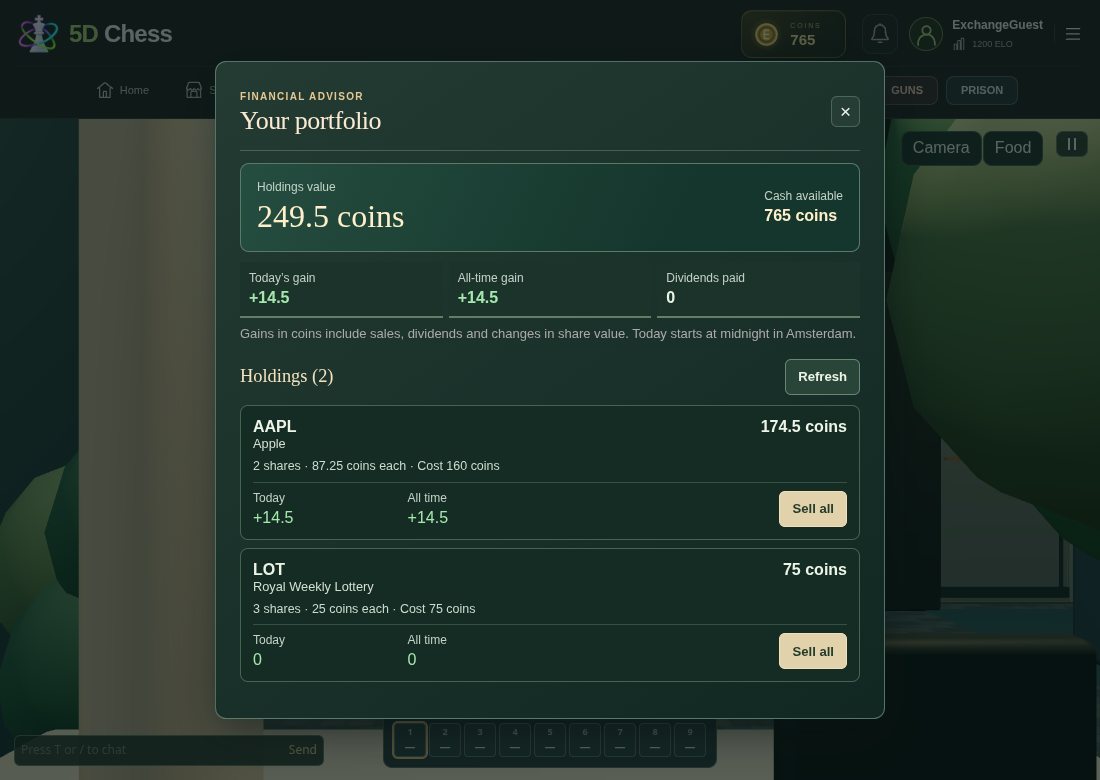 5D Chess
COINS
765
ExchangeGuest
1200 ELO
Home
S
GUNS
PRISON
FINANCIAL ADVISOR
Your portfolio
×
Camera
Food
Holdings value
249.5 coins
Cash available
765 coins
Today's gain
+14.5
All-time gain
+14.5
Dividends paid
0
Gains in coins include sales, dividends and changes in share value. Today starts at midnight in Amsterdam.
Holdings (2)
Refresh
AAPL
174.5 coins
Apple
2 shares · 87.25 coins each · Cost 160 coins
Today
All time
+14.5
+14.5
Sell all
LOT
75 coins
Royal Weekly Lottery
3 shares · 25 coins each · Cost 75 coins
Today
All time
0
0
Sell all
1 2 3 4 5 6 7 8 9
— — — — — — — — —
Press T or / to chat
Send